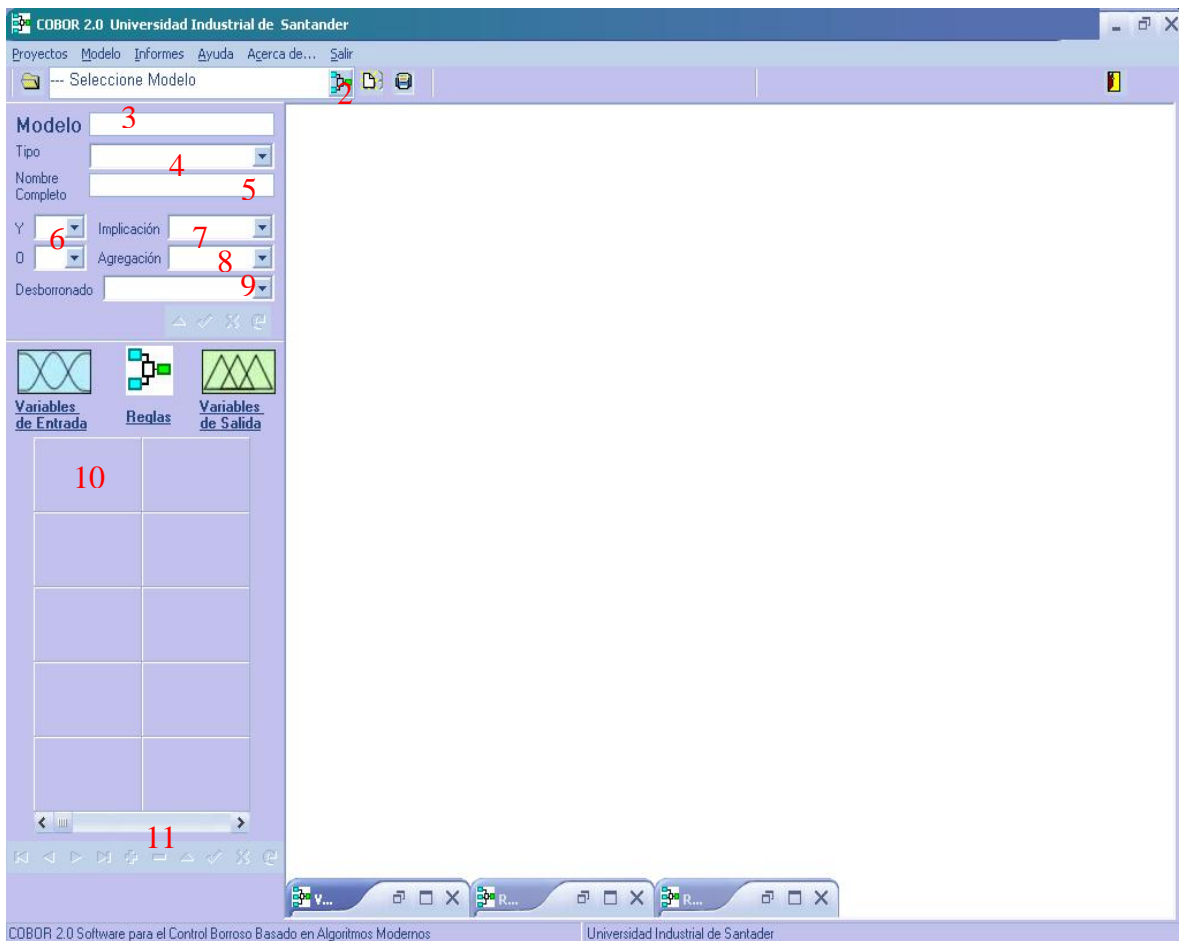 COBOR 2.0 Universidad Industrial de Santander
Proyectos Modelo Informes Ayuda Acerca de... Salir
--- Seleccione Modelo
2
Modelo 3
Tipo 4
Nombre
Completo 5
Y 6 Implicación 7
O Agregación 8
Desborronado 9
Variables
de Entrada
Reglas
Variables
de Salida
10
11
V...
R...
R...
COBOR 2.0 Software para el Control Borroso Basado en Algoritmos Modernos
Universidad Industrial de Santader